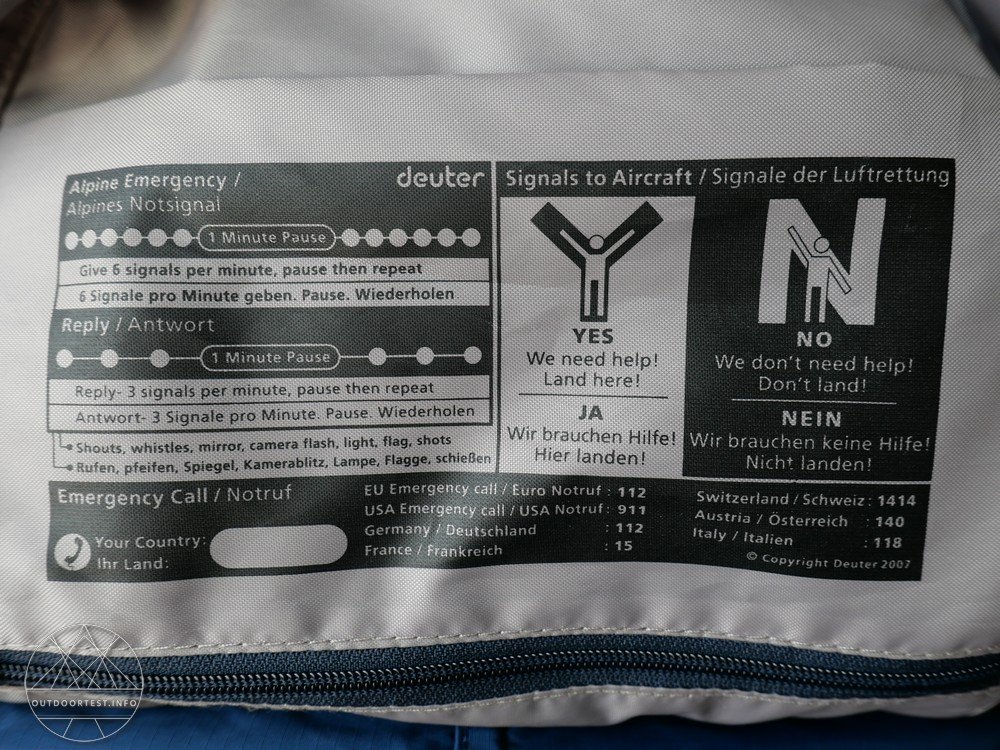 Alpine Emergency /
Alpines Notsignal
deuter
1 Minute Pause
Give 6 signals per minute, pause then repeat
6 Signale pro Minute geben. Pause. Wiederholen
Reply / Antwort
1 Minute Pause
Reply- 3 signals per minute, pause then repeat
Antwort- 3 Signale pro Minute. Pause. Wiederholen
Shouts, whistles, mirror, camera flash, light, flag, shots
Rufen, pfeifen, Spiegel, Kamerablitz, Lampe, Flagge, schießen
Signals to Aircraft / Signale der Luftrettung
YES
We need help!
Land here!
JA
Wir brauchen Hilfe!
Hier landen!
N
NO
We don't need help!
Don't land!
NEIN
Wir brauchen keine Hilfe!
Nicht landen!
Emergency Call / Notruf
Your Country:
Ihr Land:
EU Emergency call / Euro Notruf : 112
USA Emergency call / USA Notruf : 911
Germany / Deutschland : 112
France / Frankreich : 15
Switzerland / Schweiz : 1414
Austria / Österreich : 140
Italy / Italien : 118
© Copyright Deuter 2007
OUTDOORTEST.INFO